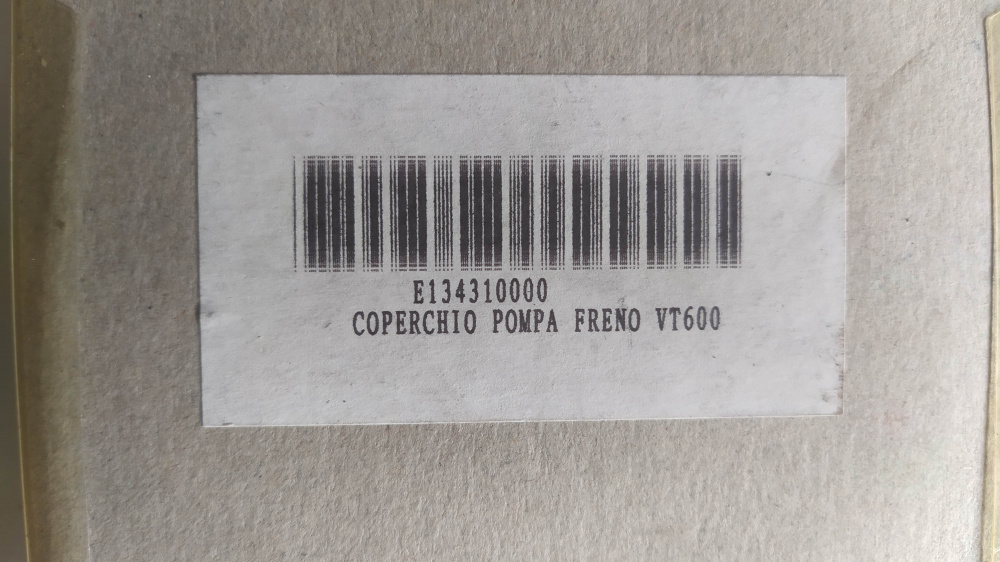 E134310000
COPERCHIO POMPA FRENO VT600